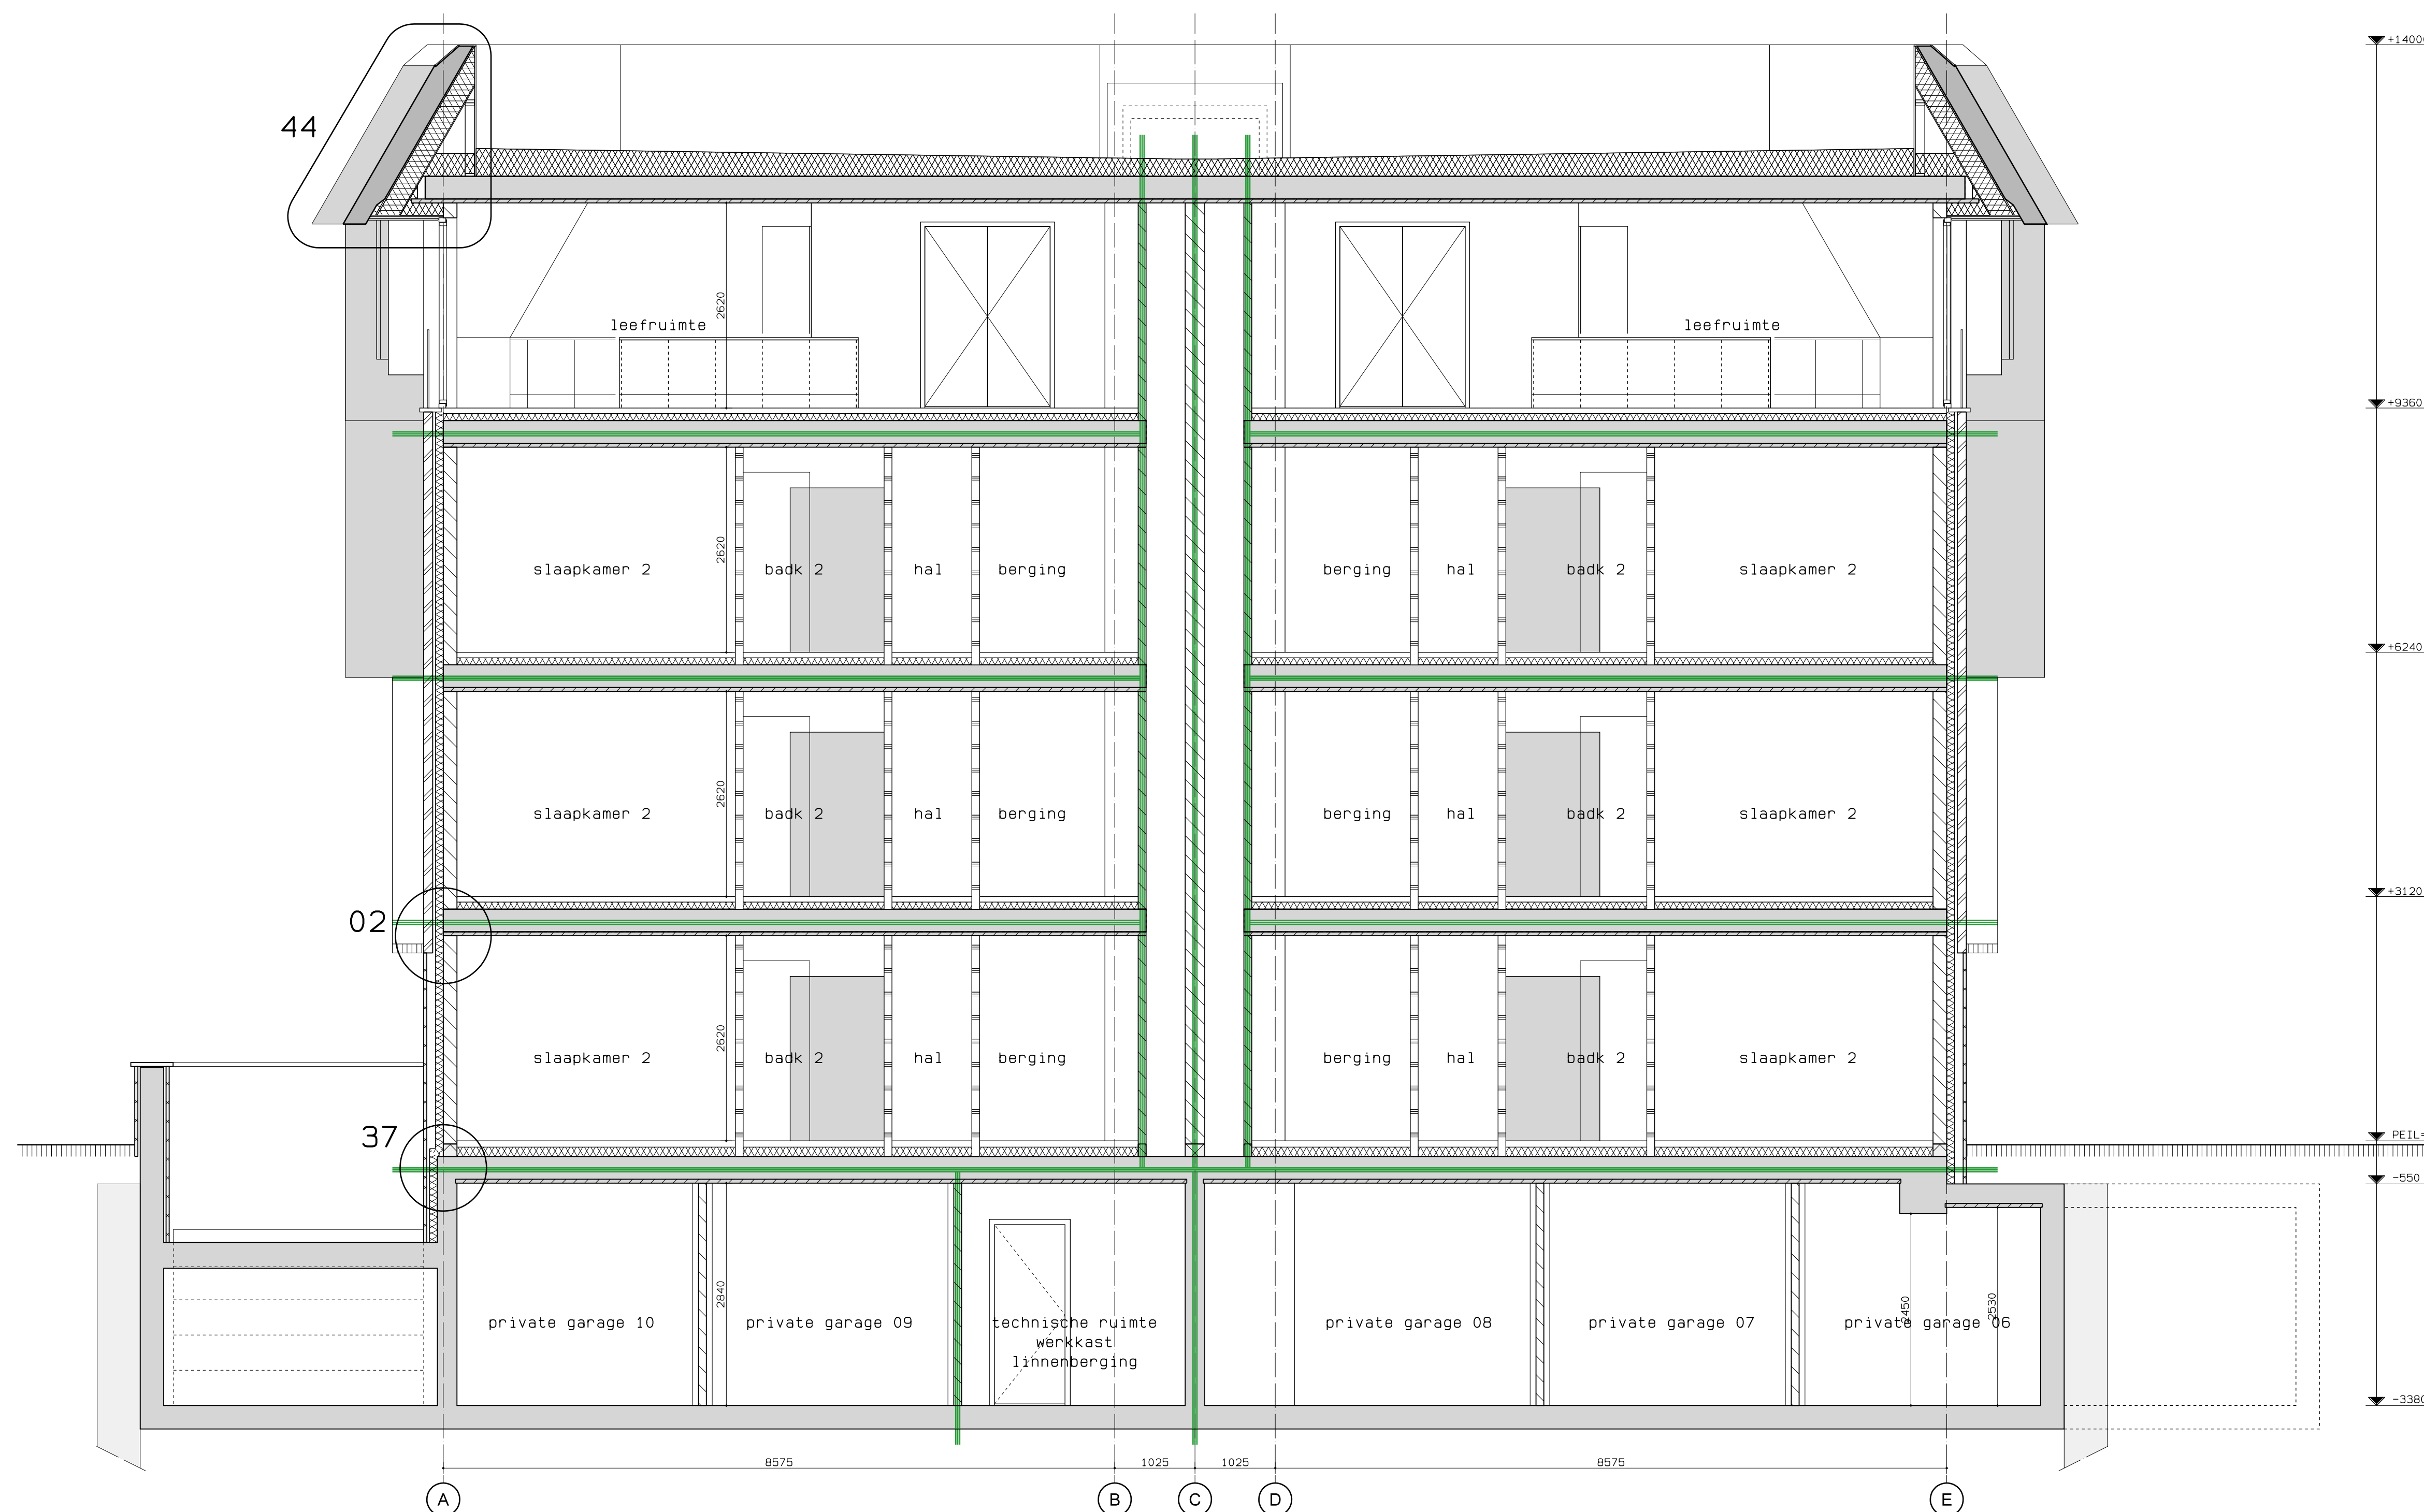 +14000
44
2620
leefruimte
leefruimte
+9360
2620
slaapkamer 2
badk 2
hal
berging
berging
hal
badk 2
slaapkamer 2
+6240
2620
slaapkamer 2
badk 2
hal
berging
berging
hal
badk 2
slaapkamer 2
+3120
02
2620
slaapkamer 2
badk 2
hal
berging
berging
hal
badk 2
slaapkamer 2
37
PEIL=
-550
2840
private garage 10
private garage 09
technische ruimte
werkkast
linnenberging
private garage 08
private garage 07
private garage 06
2450
2530
-3380
8575
1025
1025
8575
A
B
C
D
E